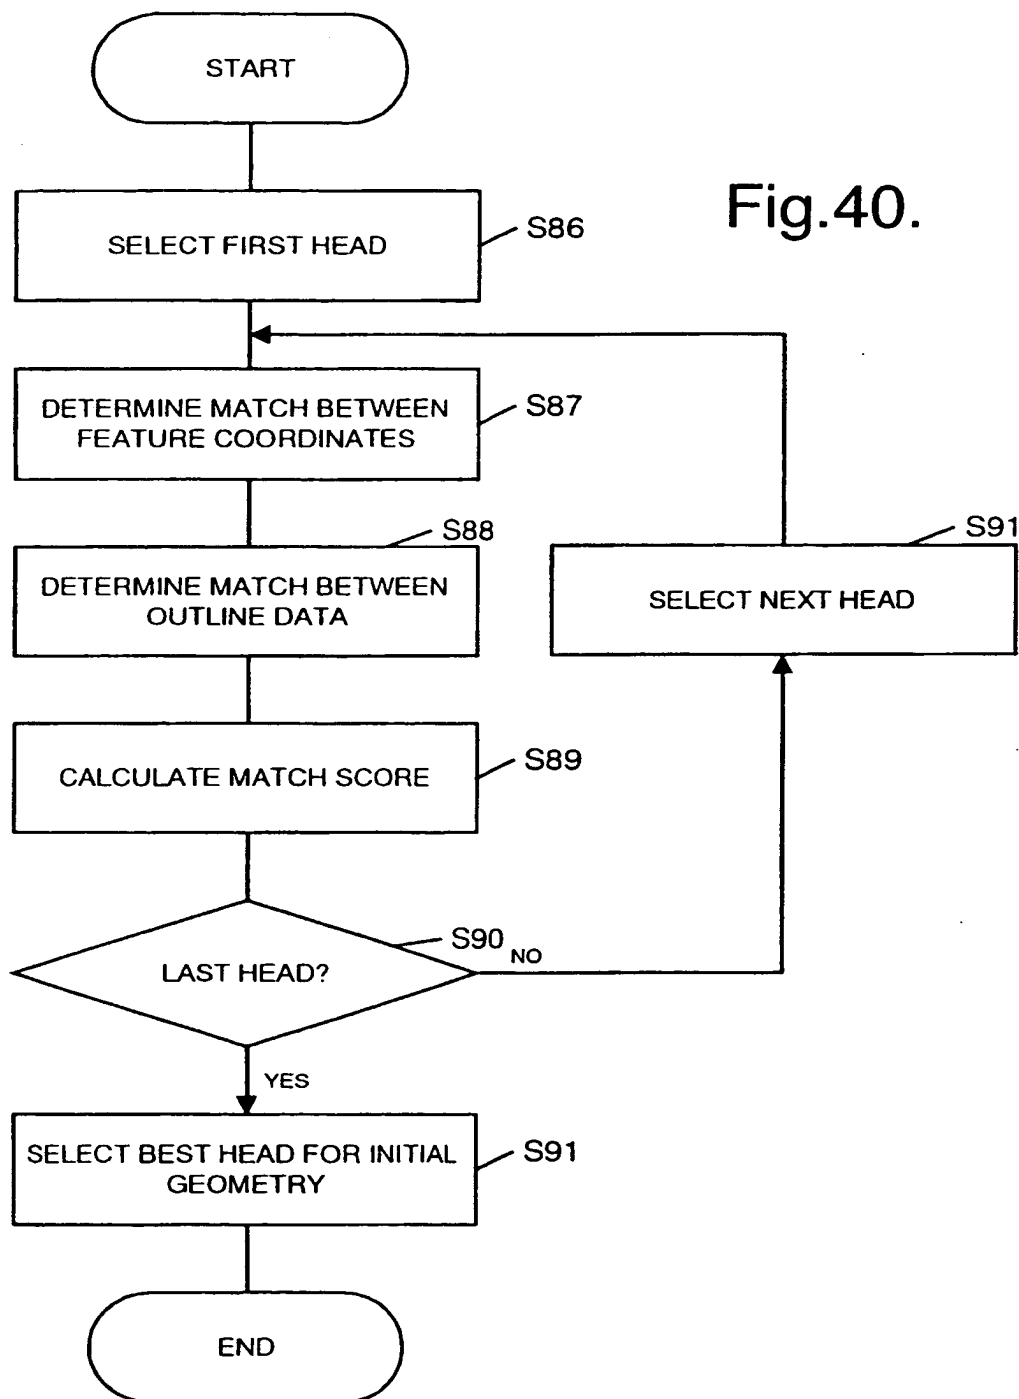 START
Fig.40.
SELECT FIRST HEAD
S86
DETERMINE MATCH BETWEEN
FEATURE COORDINATES
S87
S88
DETERMINE MATCH BETWEEN
OUTLINE DATA
S91
SELECT NEXT HEAD
CALCULATE MATCH SCORE
S89
LAST HEAD?
S90
NO
YES
SELECT BEST HEAD FOR INITIAL
GEOMETRY
S91
END